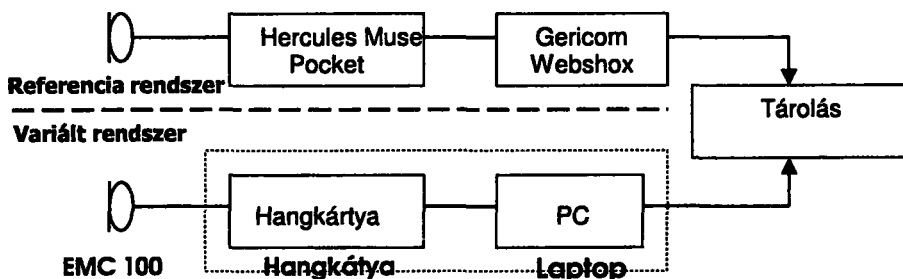 Hercules Muse
Pocket
Gericom
Webshox
Referencia rendszer
Tárolás
Variált rendszer
Hangkártya
PC
EMC 100
Hangkátya
Laptop